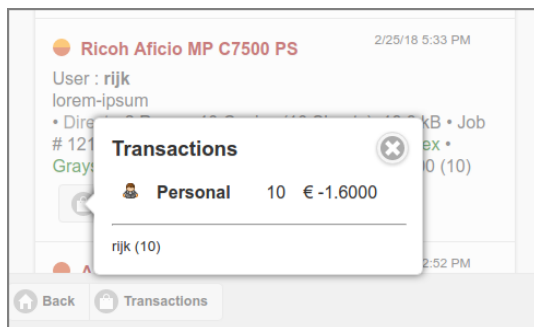 Ricoh Aficio MP C7500 PS
2/25/18 5:33 PM
User : rijk
lorem-ipsum
• Dire kB • Job
# 121 ex •
Grays 0 (10)
Transactions
Personal 10 € -1.6000
rijk (10)
2:52 PM
Back Transactions